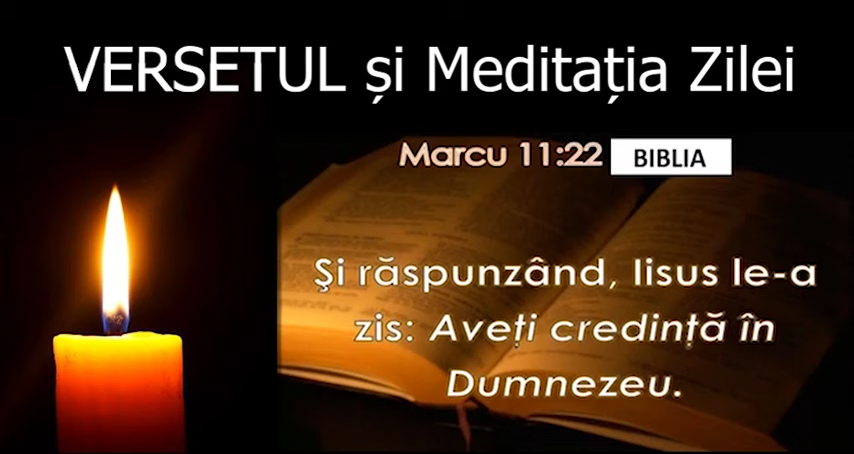 VERSETUL și Meditația Zilei
Marcu 11:22 BIBLIA
Şi răspunzând, Iisus le-a
zis: Aveți credință în
Dumnezeu.